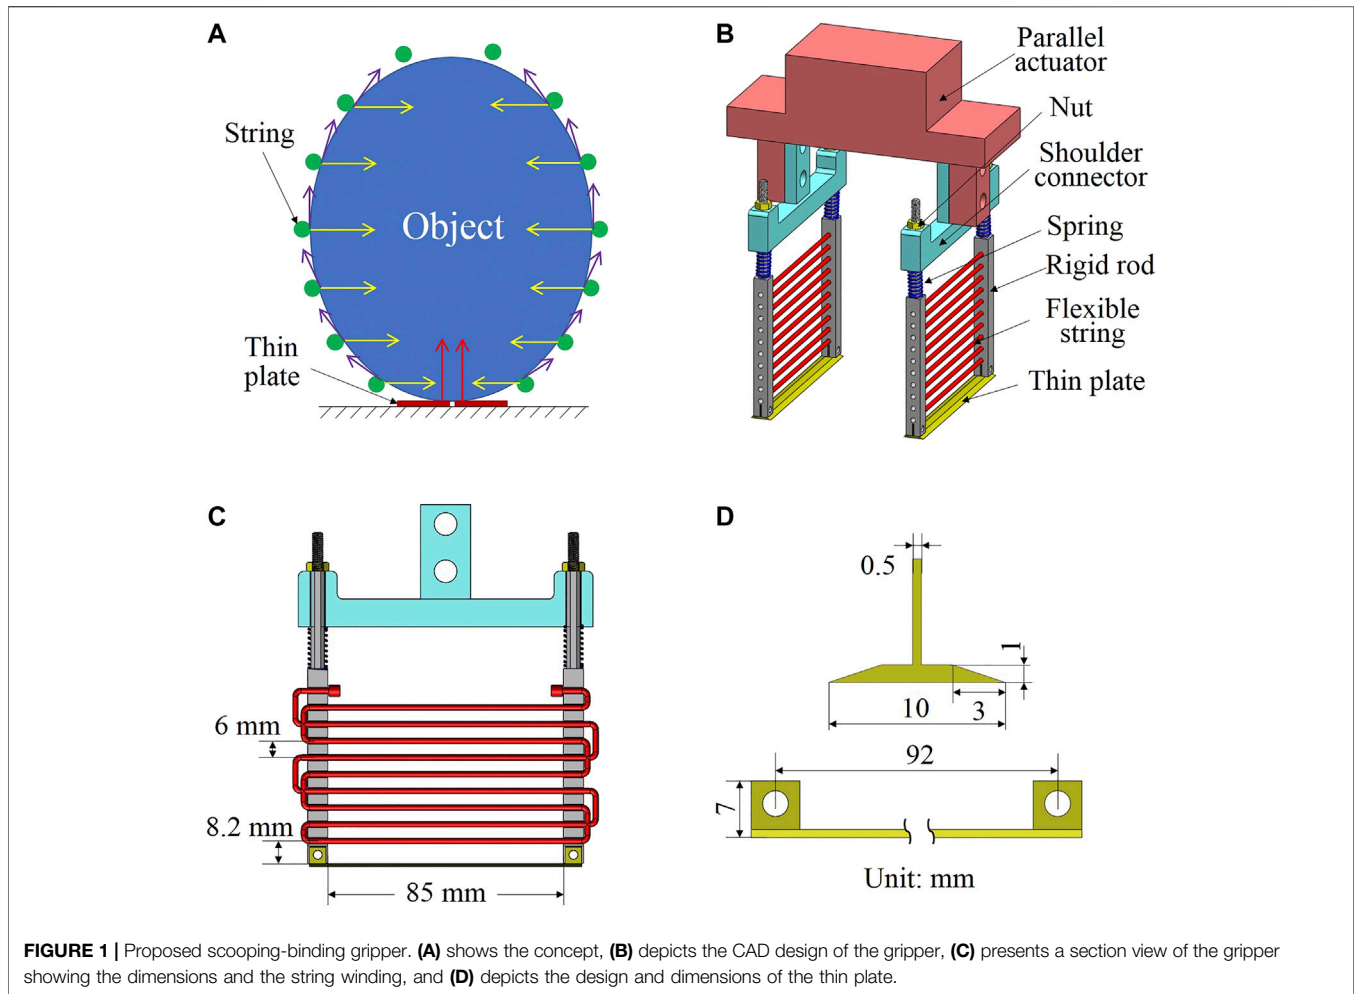 A
String
Object
Thin
plate
B
Parallel
actuator
Nut
Shoulder
connector
Spring
Rigid rod
Flexible
string
Thin plate
C
6 mm
8.2 mm
85 mm
D
0.5
1
10
3
92
7
Unit: mm
FIGURE 1 | Proposed scooping-binding gripper. (A) shows the concept, (B) depicts the CAD design of the gripper, (C) presents a section view of the gripper
showing the dimensions and the string winding, and (D) depicts the design and dimensions of the thin plate.